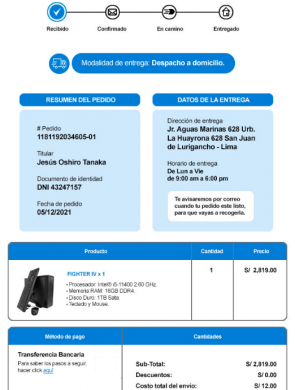 Recibido
Confirmado
En camino
Entregado
Modalidad de entrega: Despacho a domicilio.
RESUMEN DEL PEDIDO
# Pedido
1181192034605-01
Titular
Jesús Oshiro Tanaka
Documento de identidad
DNI 43247157
Fecha de pedido
05/12/2021
DATOS DE LA ENTREGA
Dirección de entrega
Jr. Aguas Marinas 628 Urb.
La Huayrona 628 San Juan
de Lurigancho - Lima
Horario de entrega
De Lun a Vie
de 9:00 am a 6:00 pm
Te avisaremos por correo
cuando tu pedido este listo,
para que vayas a recogerla.
Producto
Cantidad
Precio
FIGHTER IV x 1
- Procesador: Intel® i5-11400 2.60 GHz.
- Memoria RAM: 16GB DDR4.
- Disco Duro: 1TB Sata.
- Teclado y Mouse.
1
S/ 2,819.00
Método de pago
Cantidades
Transferencia Bancaria
Para saber los pasos a seguir,
hacer click aquí
Sub-Total:
S/ 2,819.00
Descuentos:
S/ 0.00
Costo total del envío:
S/ 12.00